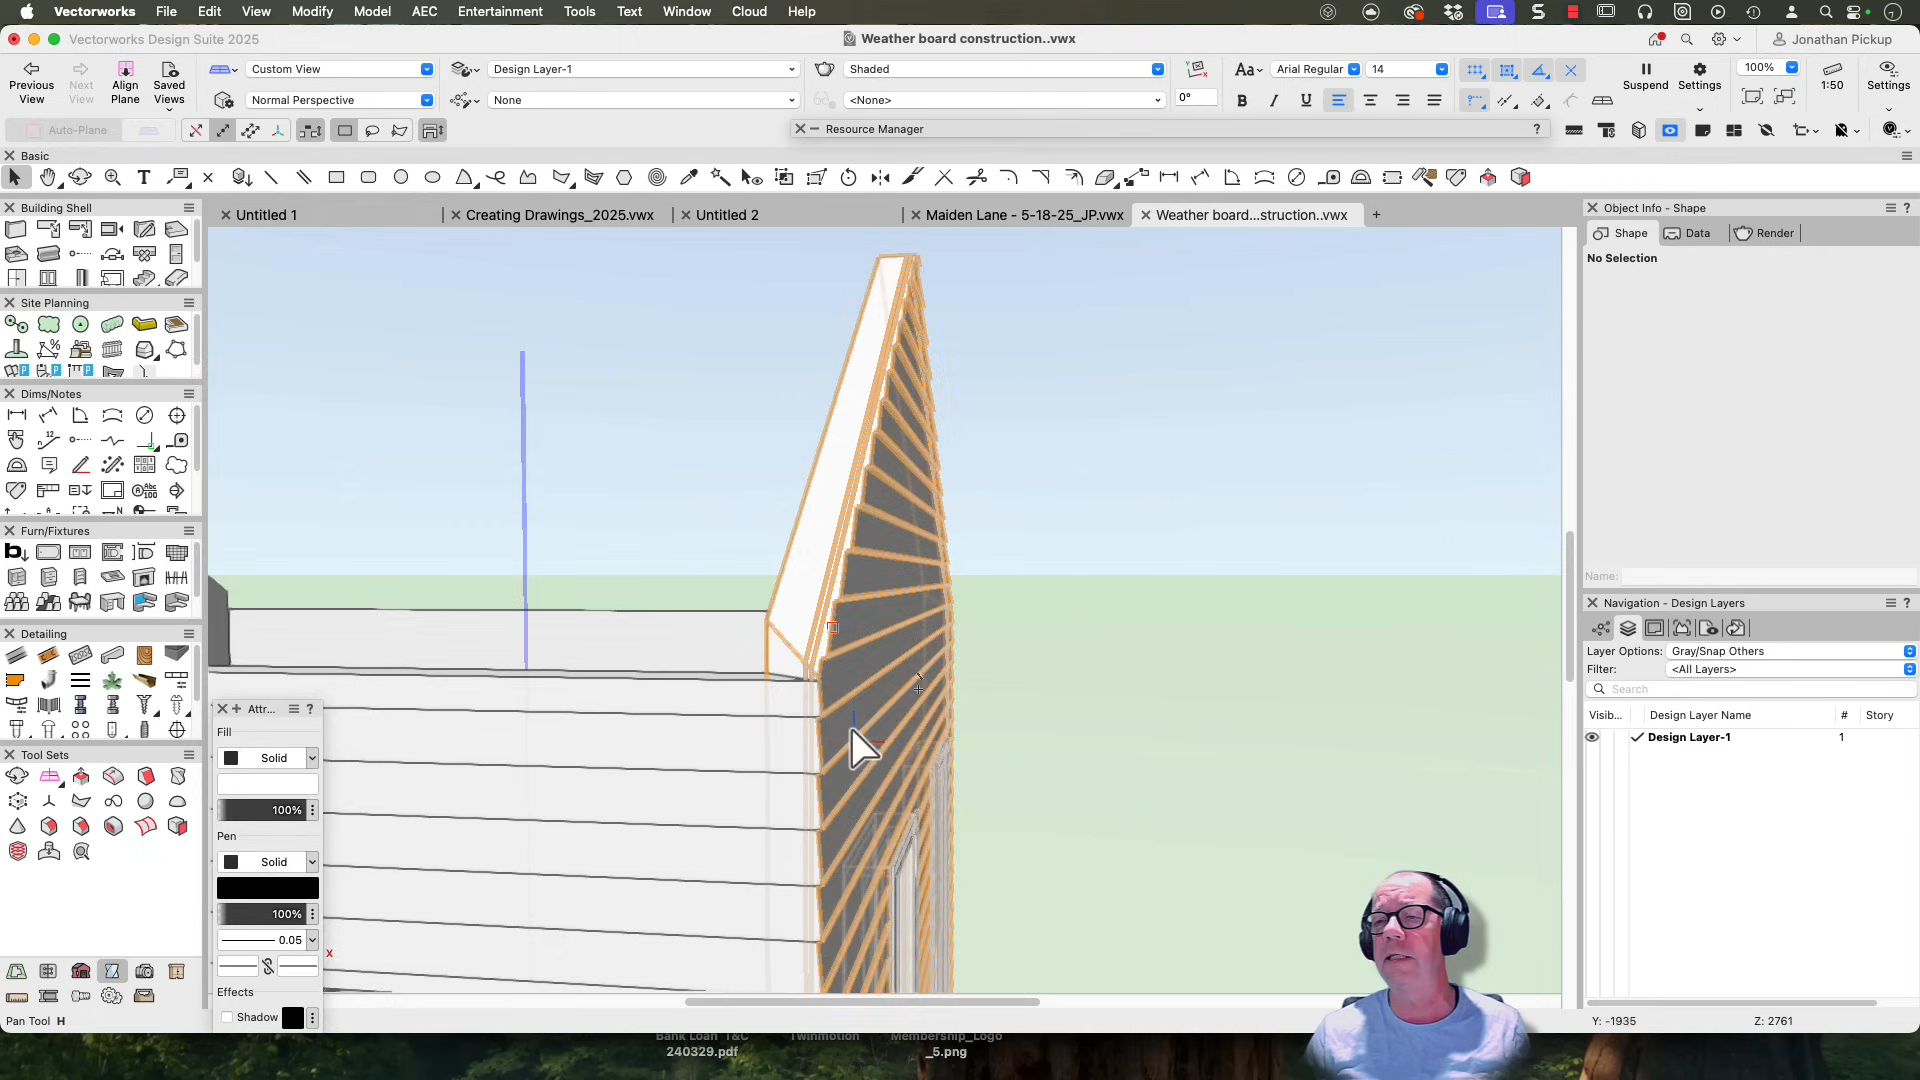 Vectorworks File Edit View Modify Model AEC Entertainment Tools Text Window Cloud Help
Vectorworks Design Suite 2025
Weather board construction..vwx
Jonathan Pickup
Previous View
Next View
Align Plane
Saved Views
Custom View
Normal Perspective
Design Layer-1
None
Shaded
<None>
0°
Aa
Arial Regular
14
B I U
Suspend
Settings
100%
1:50
Settings
Auto-Plane
Resource Manager
?
Basic
Building Shell
Untitled 1
Creating Drawings_2025.vwx
Untitled 2
Maiden Lane - 5-18-25_JP.vwx
Weather board...struction..vwx
Object Info - Shape
?
Shape
Data
Render
No Selection
Site Planning
Dims/Notes
Furn/Fixtures
Name:
Navigation - Design Layers
?
Detailing
Layer Options: Gray/Snap Others
Filter: <All Layers>
Search
Visib...
Design Layer Name
#
Story
Design Layer-1
1
Attr...
?
Fill
Solid
100%
Pen
Solid
100%
0.05
Effects
Shadow
Tool Sets
x
Pan Tool H
Y: -1935
Z: 2761
Bank Loan T&C
240329.pdf
Twinmotion
Membership_Logo
_5.png